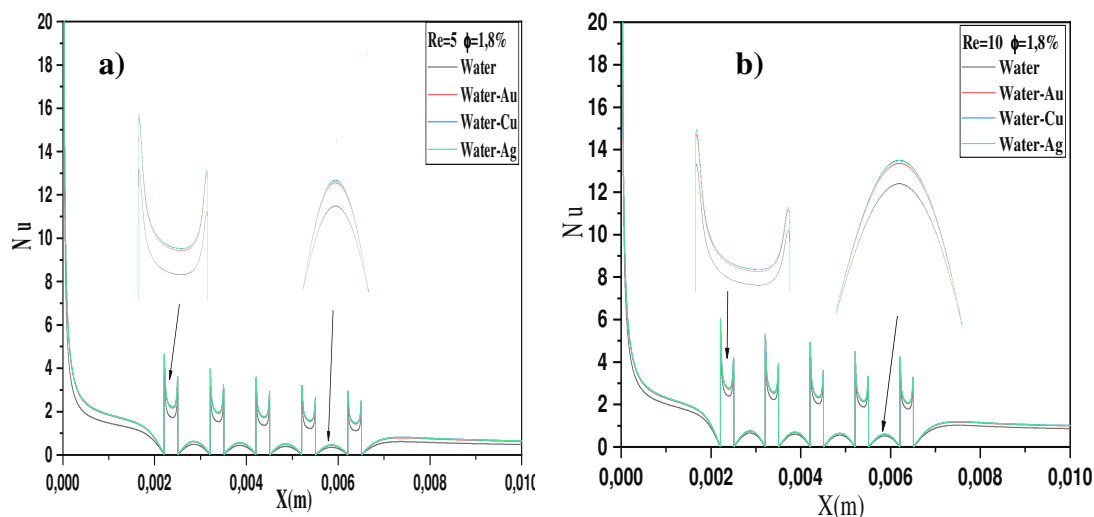 a)
Re=5 ϕ=1,8%
Water
Water-Au
Water-Cu
Water-Ag
Nu
20
18
16
14
12
10
8
6
4
2
0
0,000 0,002 0,004 0,006 0,008 0,010
X(m)
b)
Re=10 ϕ=1,8%
Water
Water-Au
Water-Cu
Water-Ag
Nu
20
18
16
14
12
10
8
6
4
2
0
0,000 0,002 0,004 0,006 0,008 0,010
X(m)